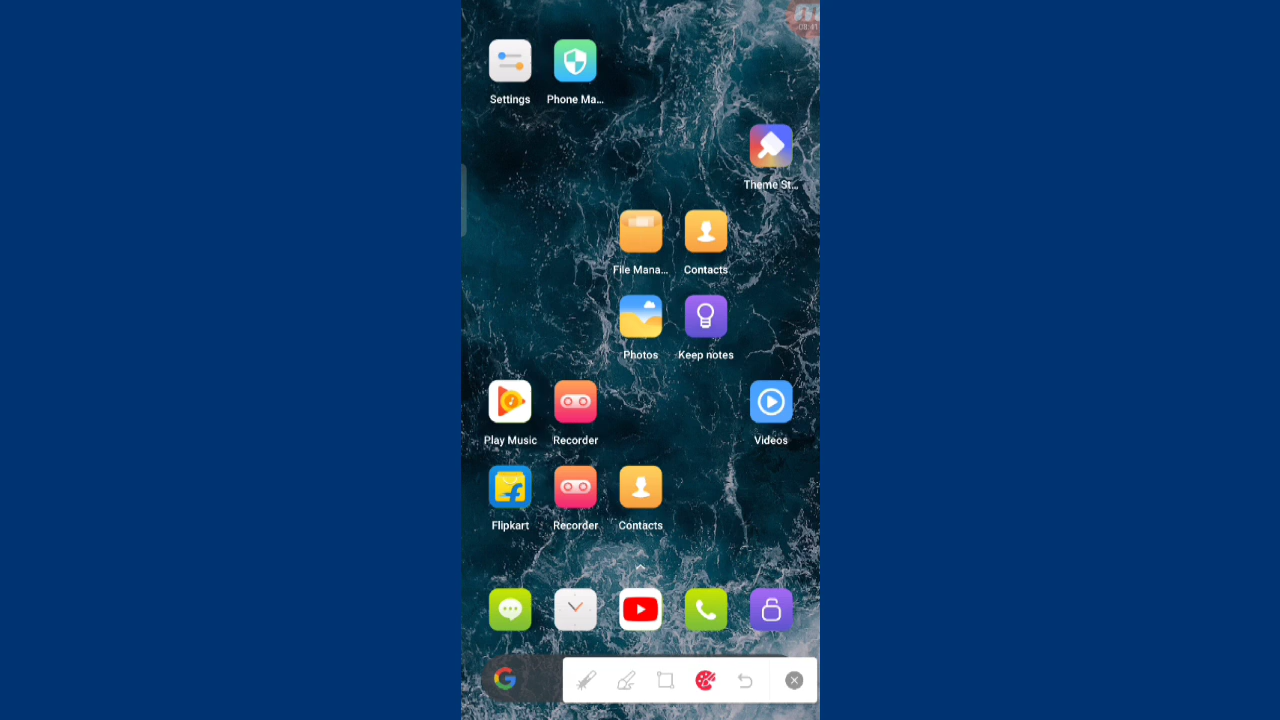 Settings Phone Ma...
Theme St...
File Mana... Contacts
Photos Keep notes
Play Music Recorder Videos
Flipkart Recorder Contacts